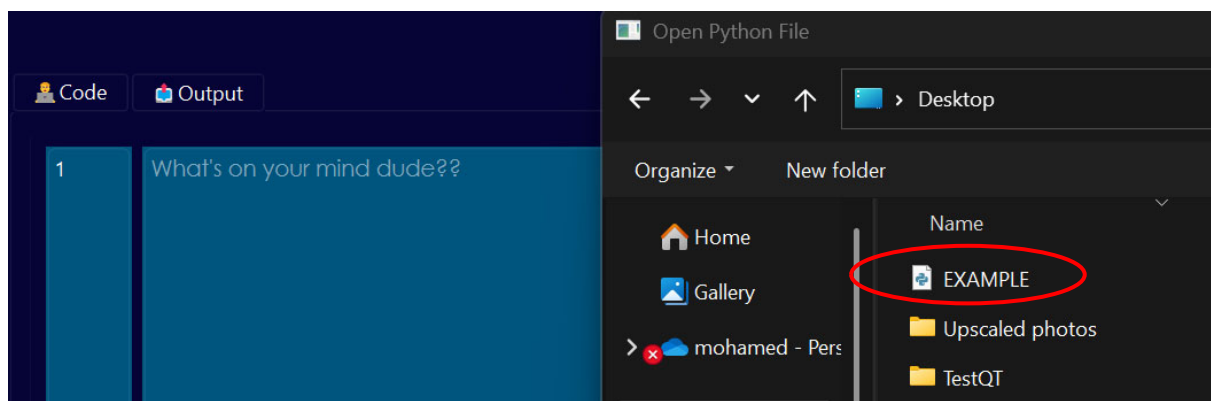 Code
Output
1
What's on your mind dude??
Open Python File
Desktop
Organize
New folder
Name
Home
Gallery
mohamed - Pers
EXAMPLE
Upscaled photos
TestQT